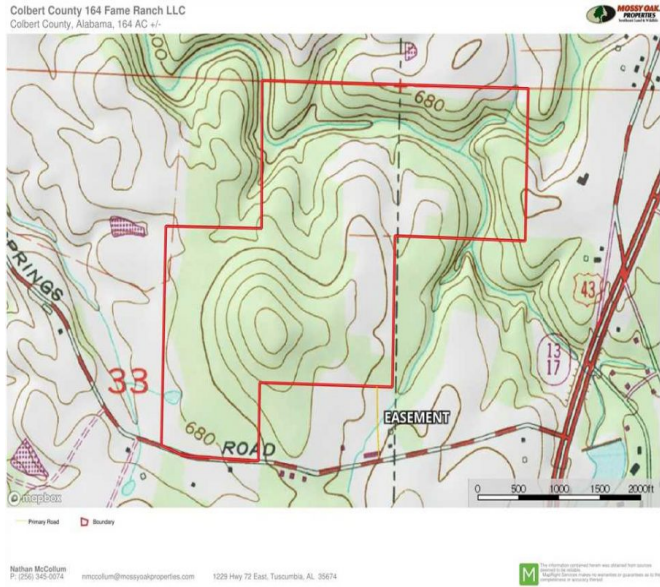 Colbert County 164 Fame Ranch LLC
Colbert County, Alabama, 164 AC +/-
MOSSY OAK
PROPERTIES
680
SPRINGS
43
33
13
17
EASEMENT
680
ROAD
mapbox
0 500 1000 1500 2000ft
Primary Road
Boundary
Nathan McCollum
P: (256) 345-0074
nmccollum@mossyoakproperties.com
1229 Hwy 72 East, Tuscumbia, AL 35674
M